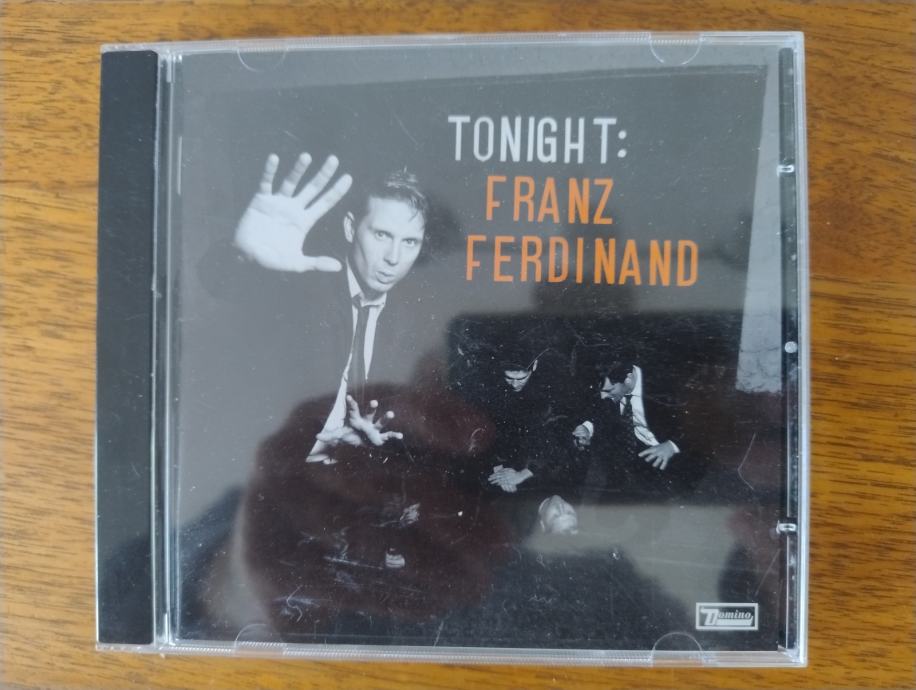 TONIGHT:
FRANZ
FERDINAND
Domino